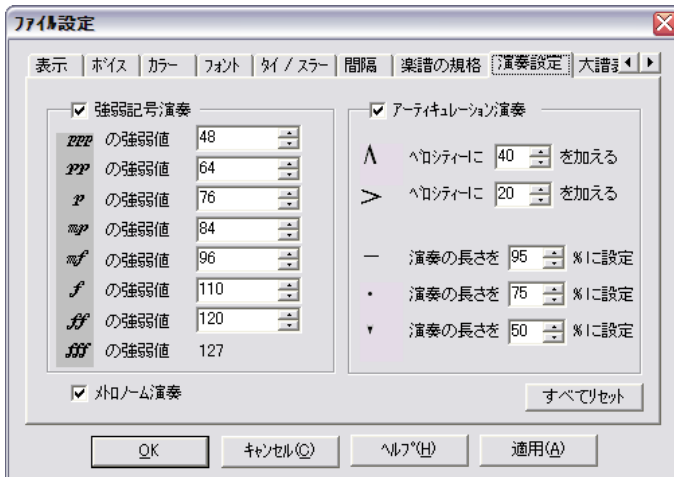 ファイル設定
表示 ボイス カラー フォント タイ / スラー 間隔 楽譜の規格 演奏設定 大譜表
強弱記号演奏
ppp の強弱値 48
pp の強弱値 64
p の強弱値 76
mp の強弱値 84
mf の強弱値 96
f の強弱値 110
ff の強弱値 120
fff の強弱値 127
メトロノーム演奏
アーティキュレーション演奏
Λ ベロシティーに 40 を加える
> ベロシティーに 20 を加える
― 演奏の長さを 95 %に設定
・ 演奏の長さを 75 %に設定
▼ 演奏の長さを 50 %に設定
すべてリセット
OK キャンセル(C) ヘルプ(H) 適用(A)